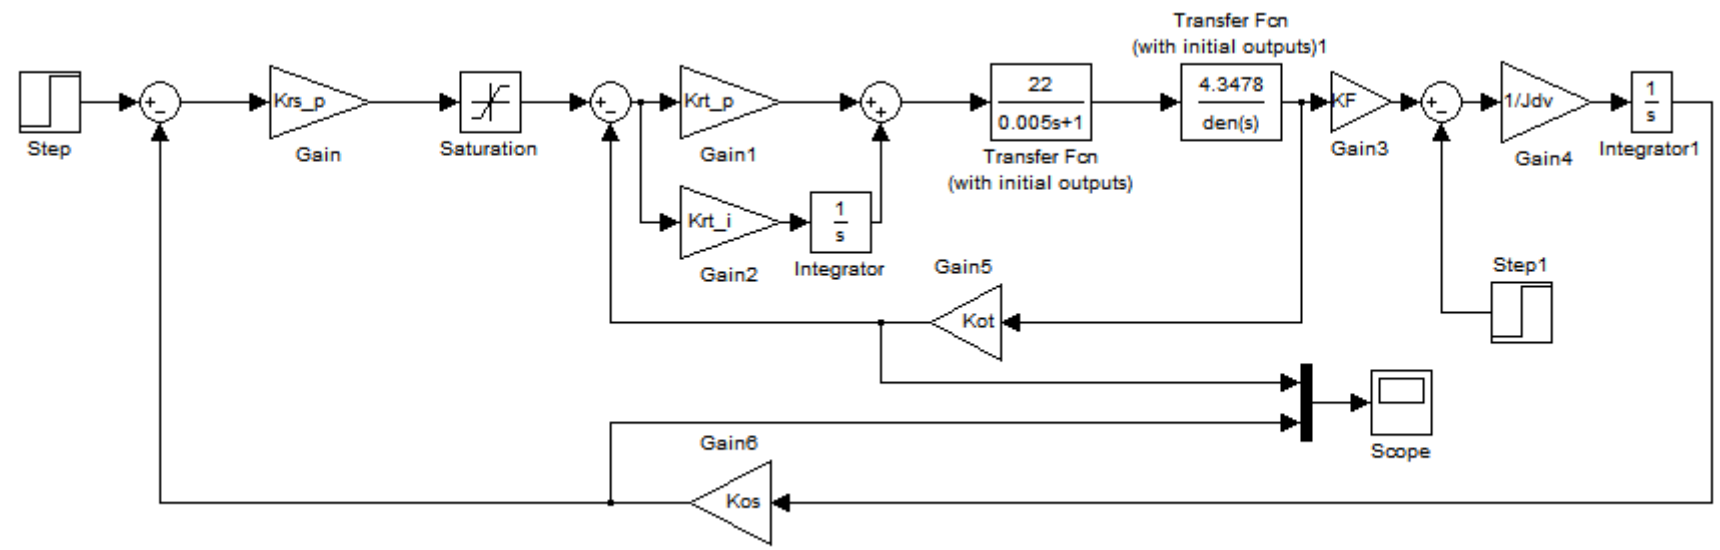 Transfer Fcn
(with initial outputs)1
+
−
Krs_p
+
−
Krt_p
+
+
22
0.005s+1
4.3478
den(s)
KF
+
−
1/Jdv
1
s
Step
Gain
Saturation
Gain1
Transfer Fcn
(with initial outputs)
Gain3
Gain4
Integrator1
Krt_i
1
s
Gain2
Integrator
Gain5
Step1
Kot
Gain6
Scope
Kos